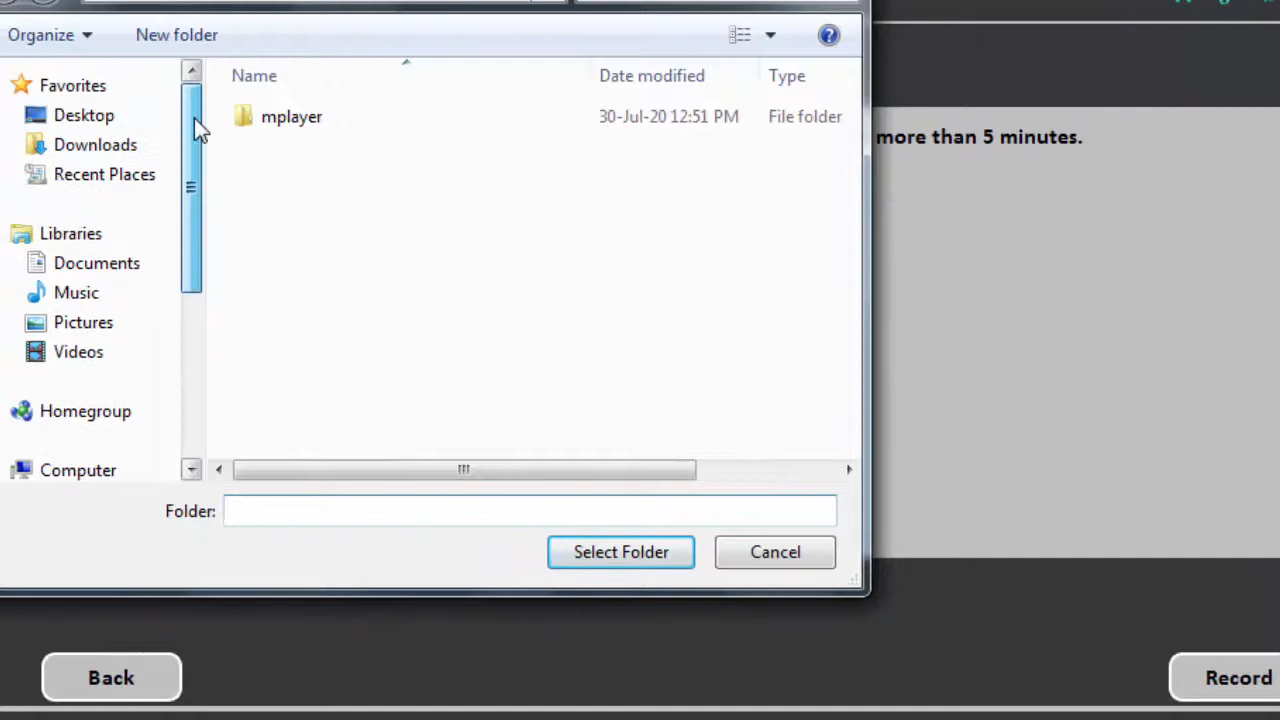 Organize New folder
Name Date modified Type
Favorites
Desktop
Downloads
Recent Places
Libraries
Documents
Music
Pictures
Videos
Homegroup
Computer
mplayer 30-Jul-20 12:51 PM File folder
more than 5 minutes.
Folder:
Select Folder Cancel
Back Record